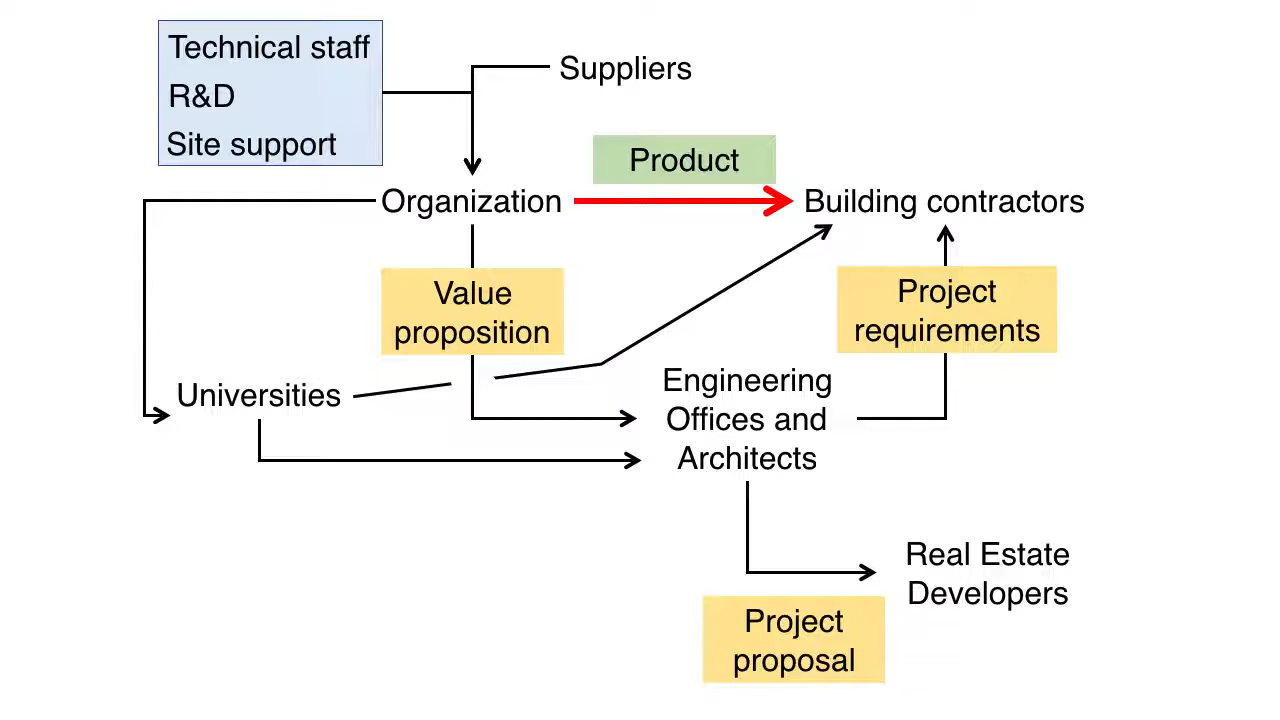 Technical staff
R&D
Site support
Suppliers
Product
Organization
Building contractors
Value
proposition
Project
requirements
Universities
Engineering
Offices and
Architects
Real Estate
Developers
Project
proposal